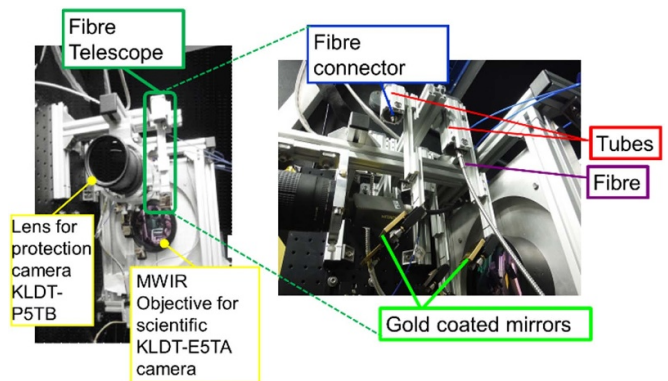 Fibre
Telescope
Fibre
connector
Tubes
Fibre
Lens for
protection
camera
KLDT-
P5TB
MWIR
Objective for
scientific
KLDT-E5TA
camera
Gold coated mirrors